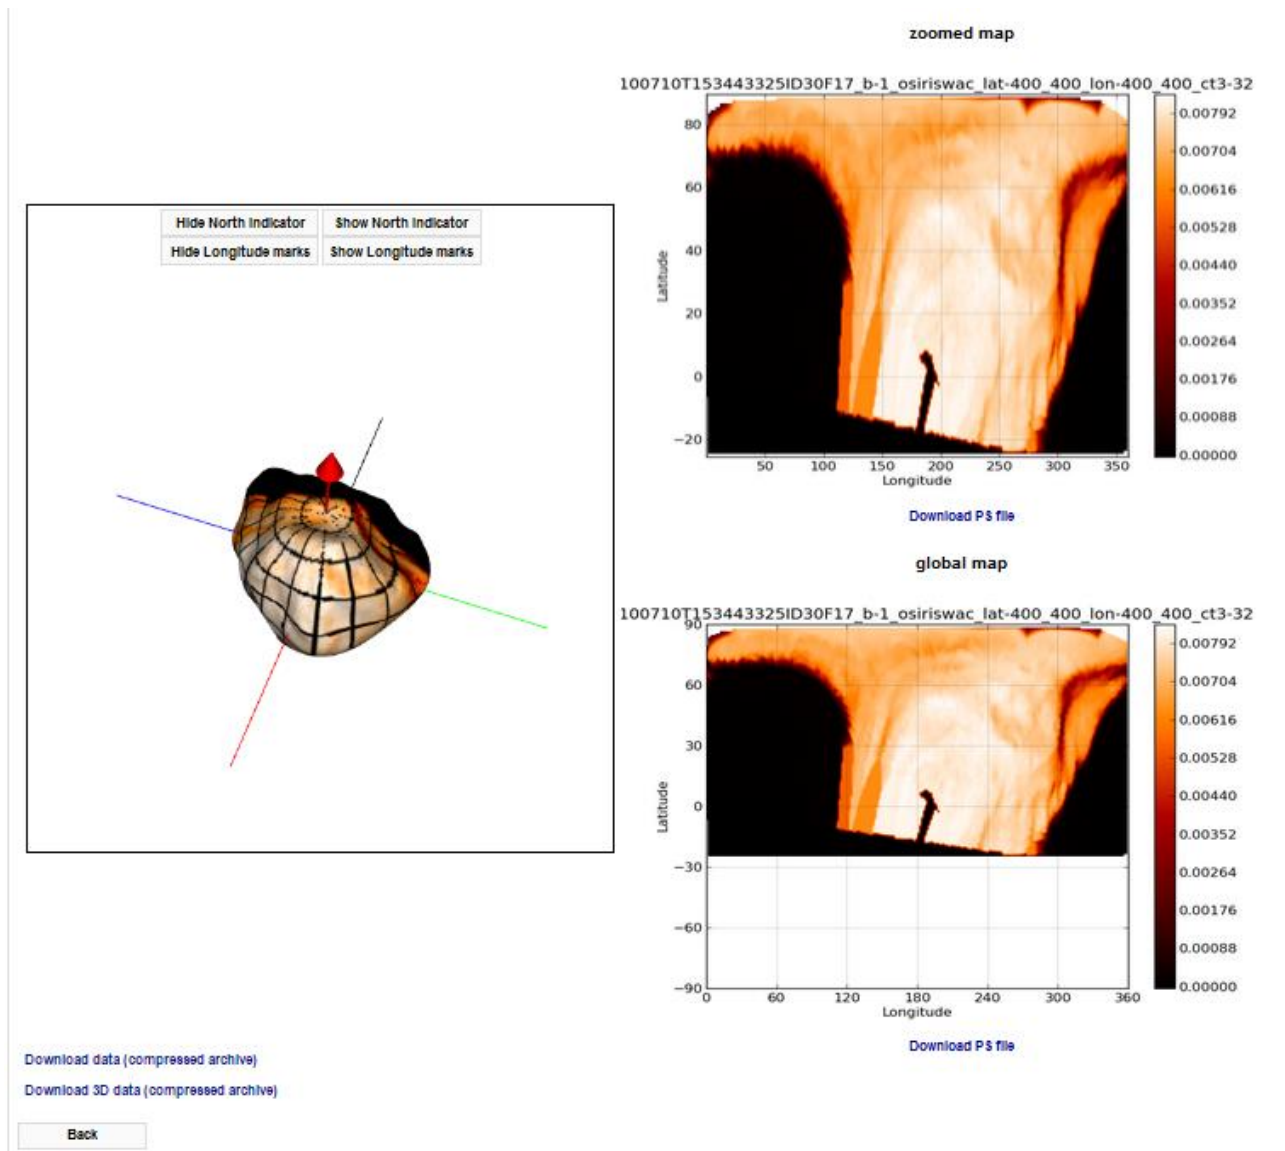 zoomed map
100710T153443325ID30F17_b-1_osiriswac_lat-400_400_lon-400_400_ct3-32
Hide North Indicator
Show North Indicator
Hide Longitude marks
Show Longitude marks
80
60
40
20
0
−20
Latitude
50 100 150 200 250 300 350
Longitude
0.00792
0.00704
0.00616
0.00528
0.00440
0.00352
0.00264
0.00176
0.00088
0.00000
Download PS file
global map
100710T153443325ID30F17_b-1_osiriswac_lat-400_400_lon-400_400_ct3-32
90
60
30
0
−30
−60
−90
Latitude
0 60 120 180 240 300 360
Longitude
0.00792
0.00704
0.00616
0.00528
0.00440
0.00352
0.00264
0.00176
0.00088
0.00000
Download PS file
Download data (compressed archive)
Download 3D data (compressed archive)
Back